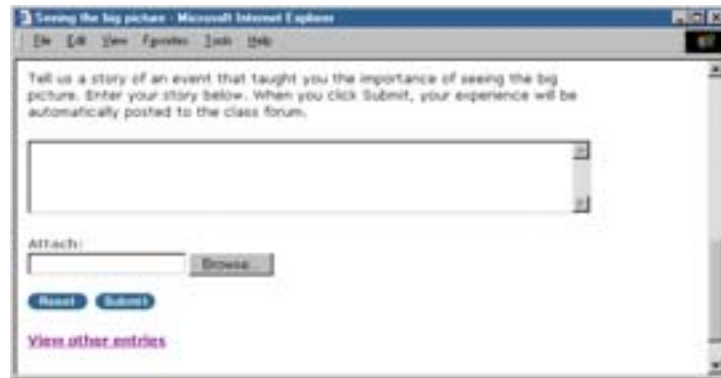 Seeing the big picture - Microsoft Internet Explorer
File Edit View Favorites Tools Help
Tell us a story of an event that taught you the importance of seeing the big
picture. Enter your story below. When you click Submit, your experience will be
automatically posted to the class forum.
Attach:
Browse...
Reset Submit
View other entries